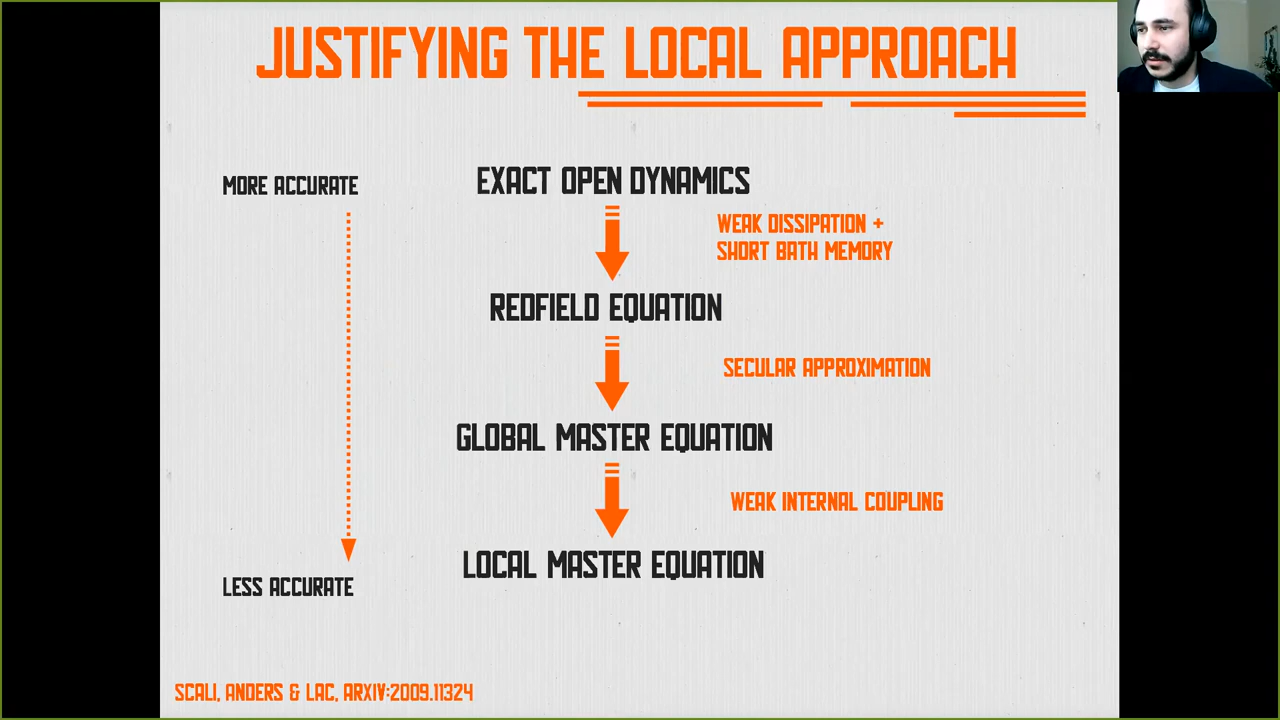 JUSTIFYING THE LOCAL APPROACH
MORE ACCURATE
EXACT OPEN DYNAMICS
WEAK DISSIPATION +
SHORT BATH MEMORY
REDFIELD EQUATION
SECULAR APPROXIMATION
GLOBAL MASTER EQUATION
WEAK INTERNAL COUPLING
LOCAL MASTER EQUATION
LESS ACCURATE
SCALI, ANDERS & LAC, ARXIV:2009.11324